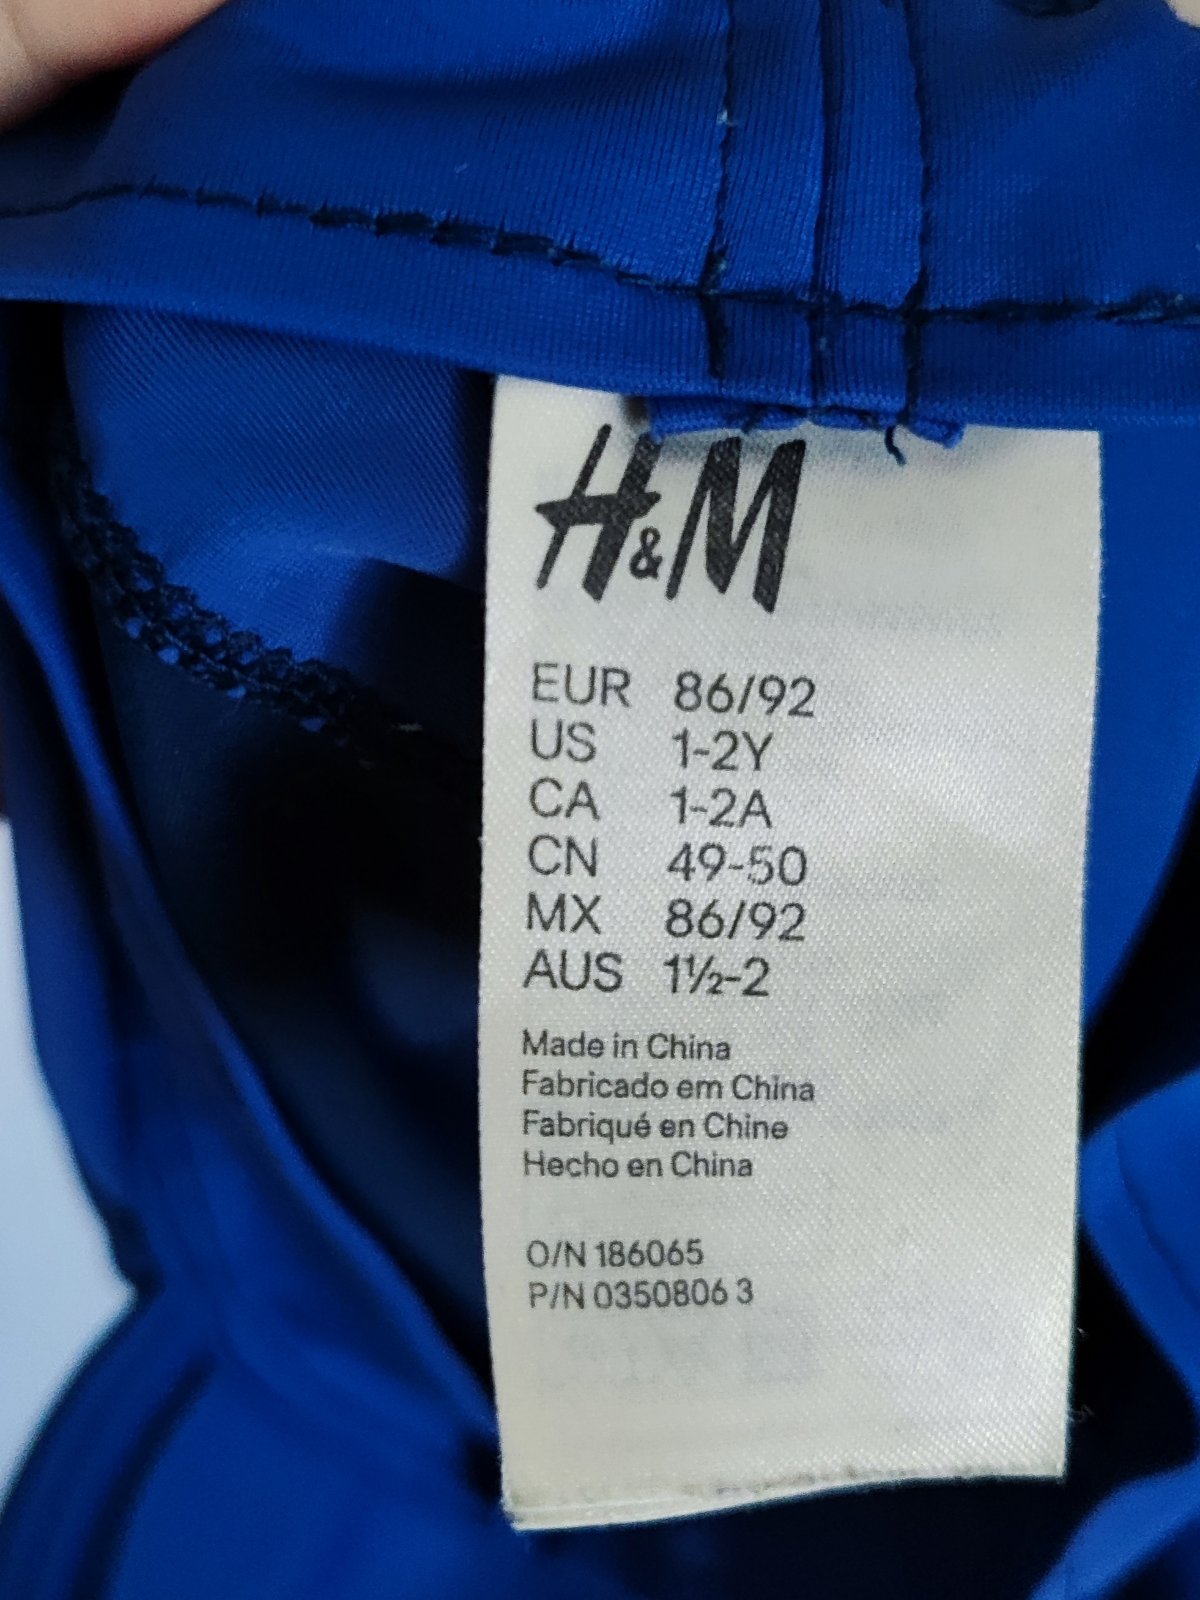 H&M
EUR 86/92
US 1-2Y
CA 1-2A
CN 49-50
MX 86/92
AUS 1½-2
Made in China
Fabricado em China
Fabriqué en Chine
Hecho en China
O/N 186065
P/N 0350806 3